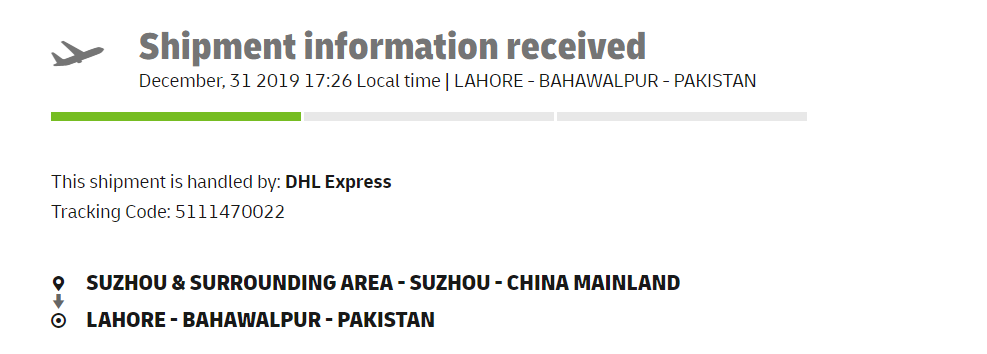 Shipment information received
December, 31 2019 17:26 Local time | LAHORE - BAHAWALPUR - PAKISTAN
This shipment is handled by: DHL Express
Tracking Code: 5111470022
SUZHOU & SURROUNDING AREA - SUZHOU - CHINA MAINLAND
LAHORE - BAHAWALPUR - PAKISTAN